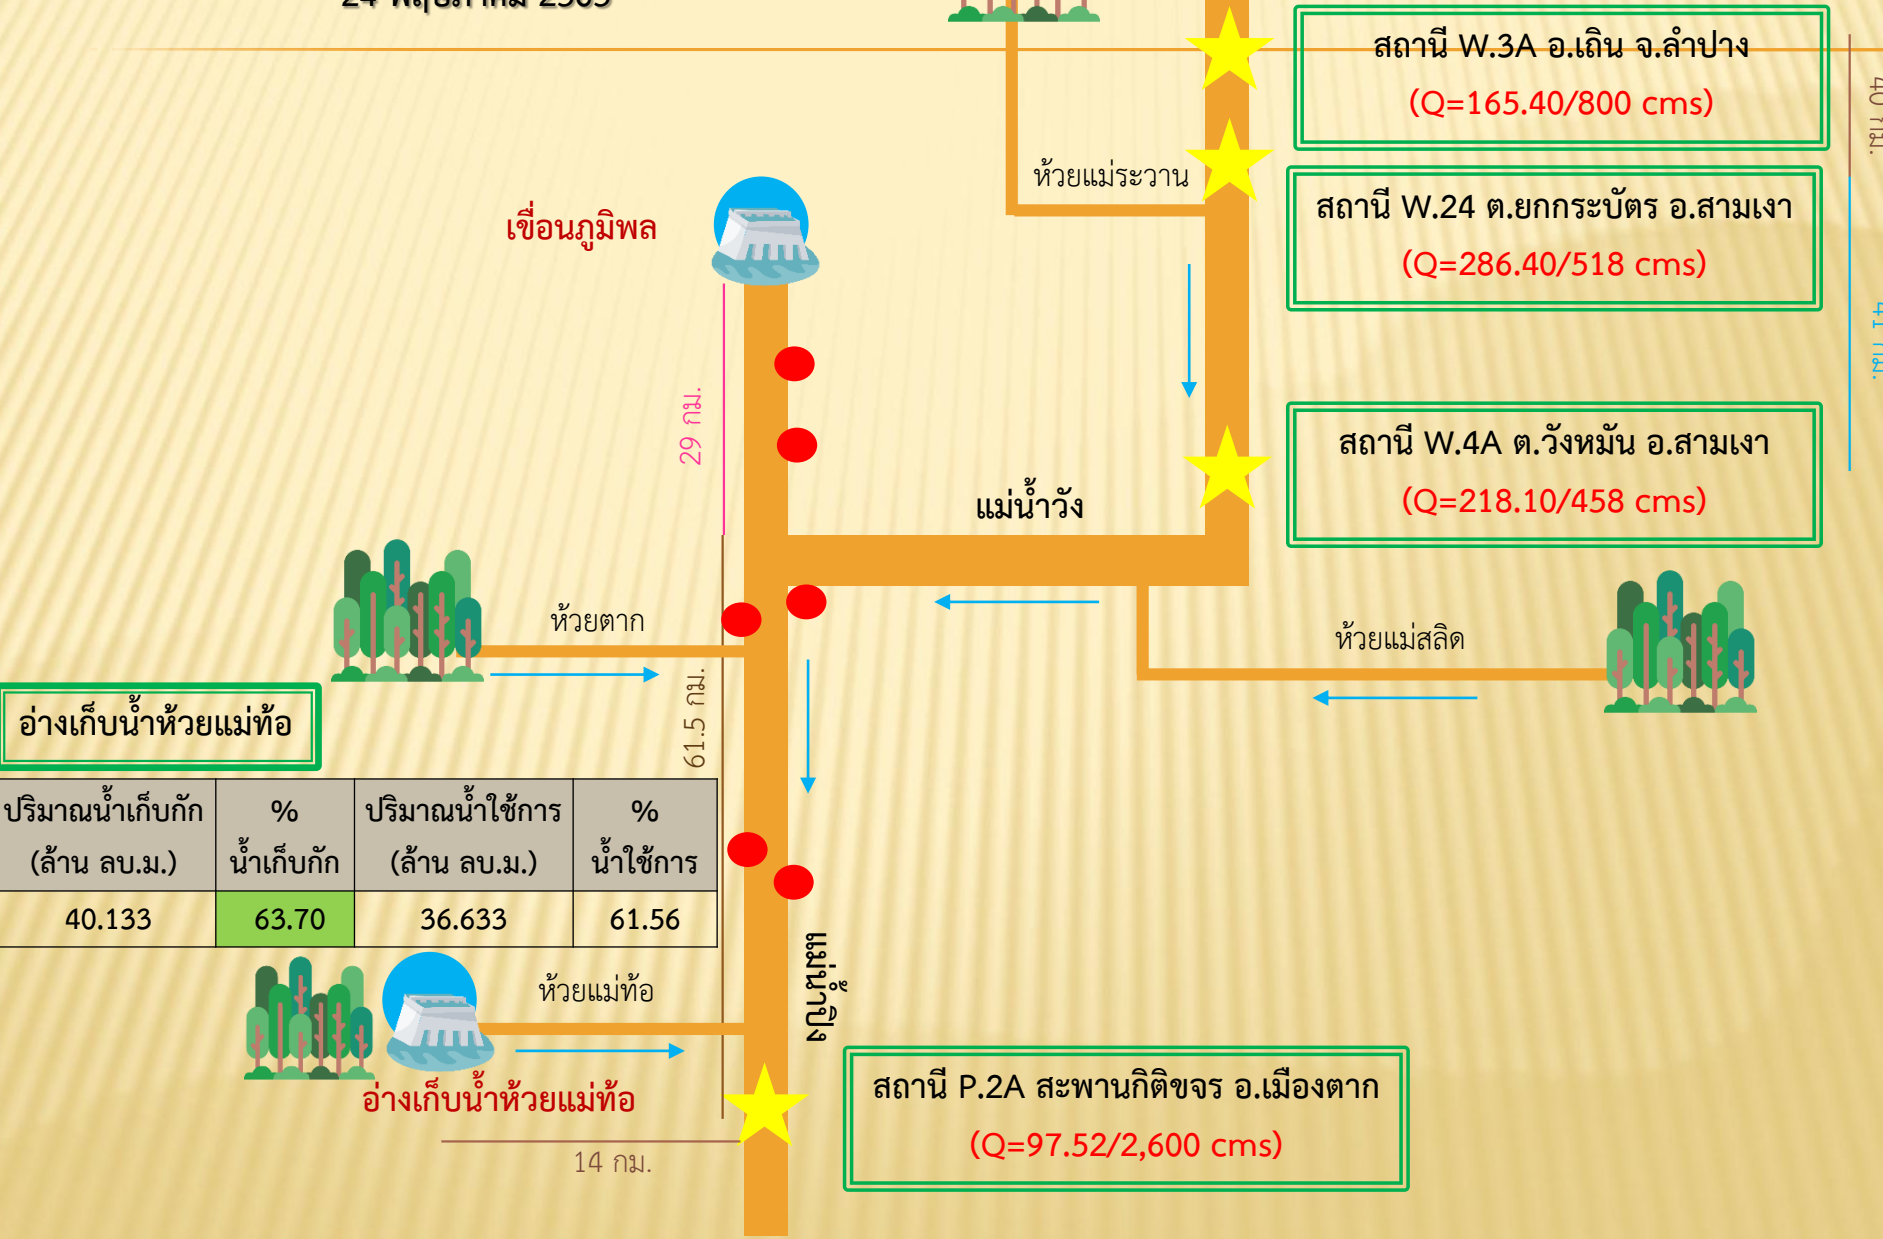 สถานี W.3A อ.เถิน จ.ลำปาง
(Q=165.40/800 cms)
40 กม.
ห้วยแม่ระวาน
สถานี W.24 ต.ยกกระบัตร อ.สามเงา
(Q=286.40/518 cms)
เขื่อนภูมิพล
41 กม.
29 กม.
สถานี W.4A ต.วังหมัน อ.สามเงา
(Q=218.10/458 cms)
แม่น้ำวัง
ห้วยตาก
ห้วยแม่สลิด
61.5 กม.
อ่างเก็บน้ำห้วยแม่ท้อ
ปริมาณน้ำเก็บกัก (ล้าน ลบ.ม.)
% น้ำเก็บกัก
ปริมาณน้ำใช้การ (ล้าน ลบ.ม.)
% น้ำใช้การ
40.133 63.70 36.633 61.56
แม่น้ำปิง
ห้วยแม่ท้อ
อ่างเก็บน้ำห้วยแม่ท้อ
สถานี P.2A สะพานกิติขจร อ.เมืองตาก
(Q=97.52/2,600 cms)
14 กม.